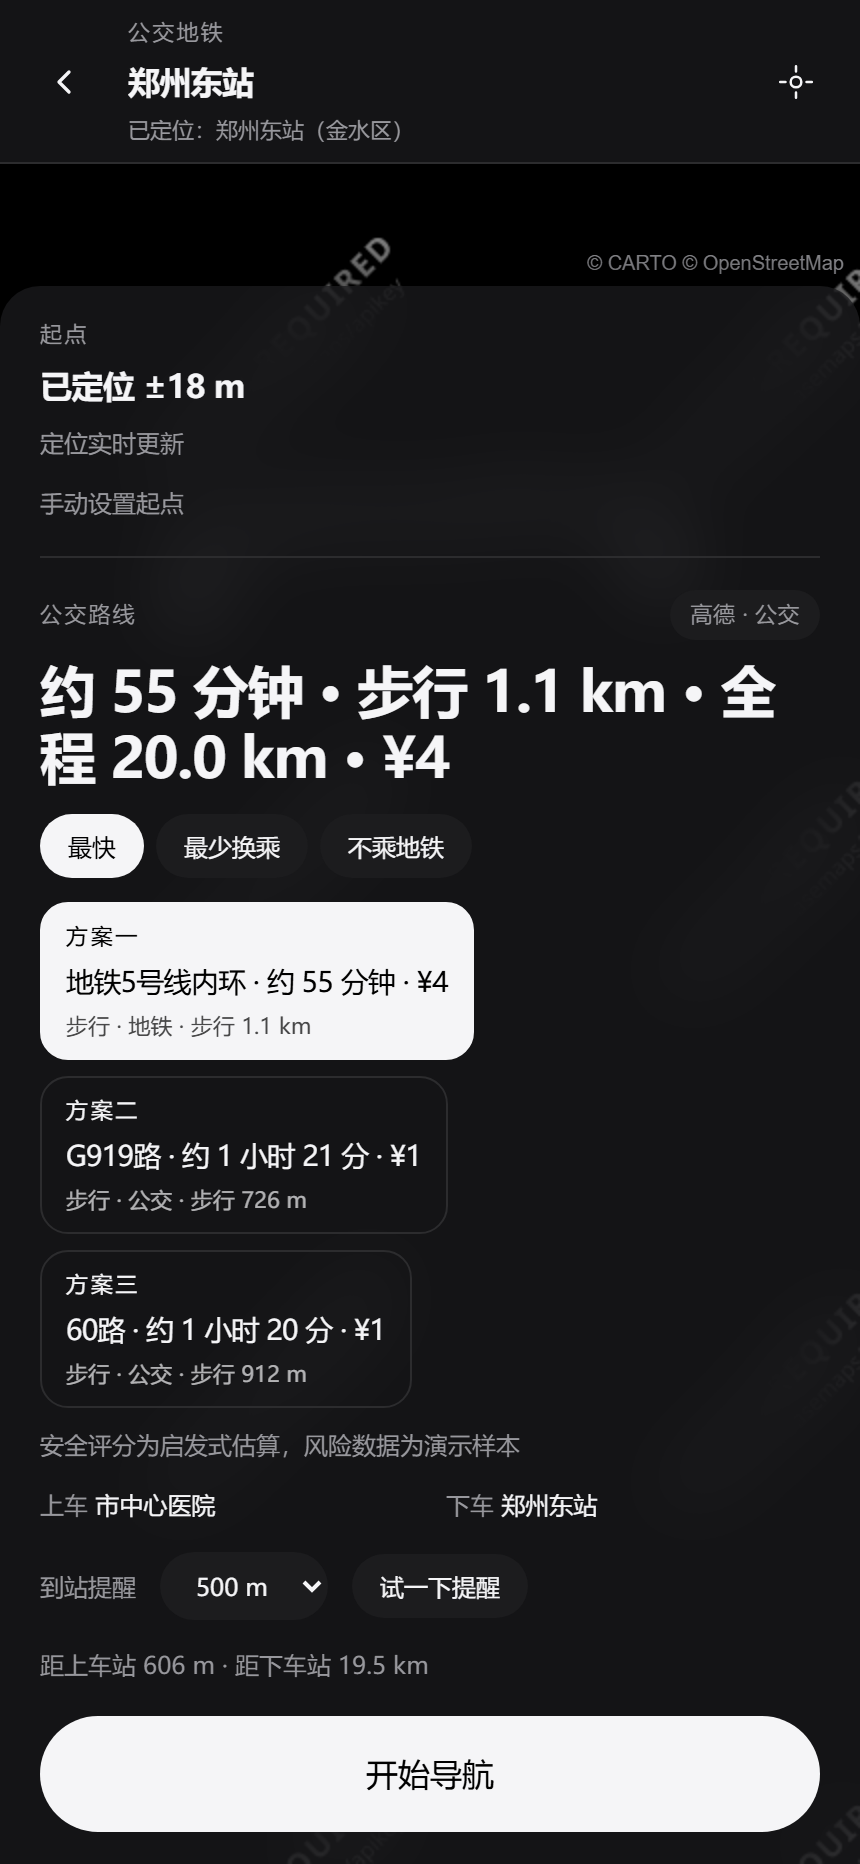 公交地铁
郑州东站
已定位：郑州东站（金水区）
© CARTO © OpenStreetMap
起点
已定位 ±18 m
定位实时更新
手动设置起点
公交路线
高德 · 公交
约 55 分钟 • 步行 1.1 km • 全
程 20.0 km • ¥4
最快
最少换乘
不乘地铁
方案一
地铁5号线内环 · 约 55 分钟 · ¥4
步行 · 地铁 · 步行 1.1 km
方案二
G919路 · 约 1 小时 21 分 · ¥1
步行 · 公交 · 步行 726 m
方案三
60路 · 约 1 小时 20 分 · ¥1
步行 · 公交 · 步行 912 m
安全评分为启发式估算，风险数据为演示样本
上车 市中心医院
下车 郑州东站
到站提醒
500 m
试一下提醒
距上车站 606 m · 距下车站 19.5 km
开始导航